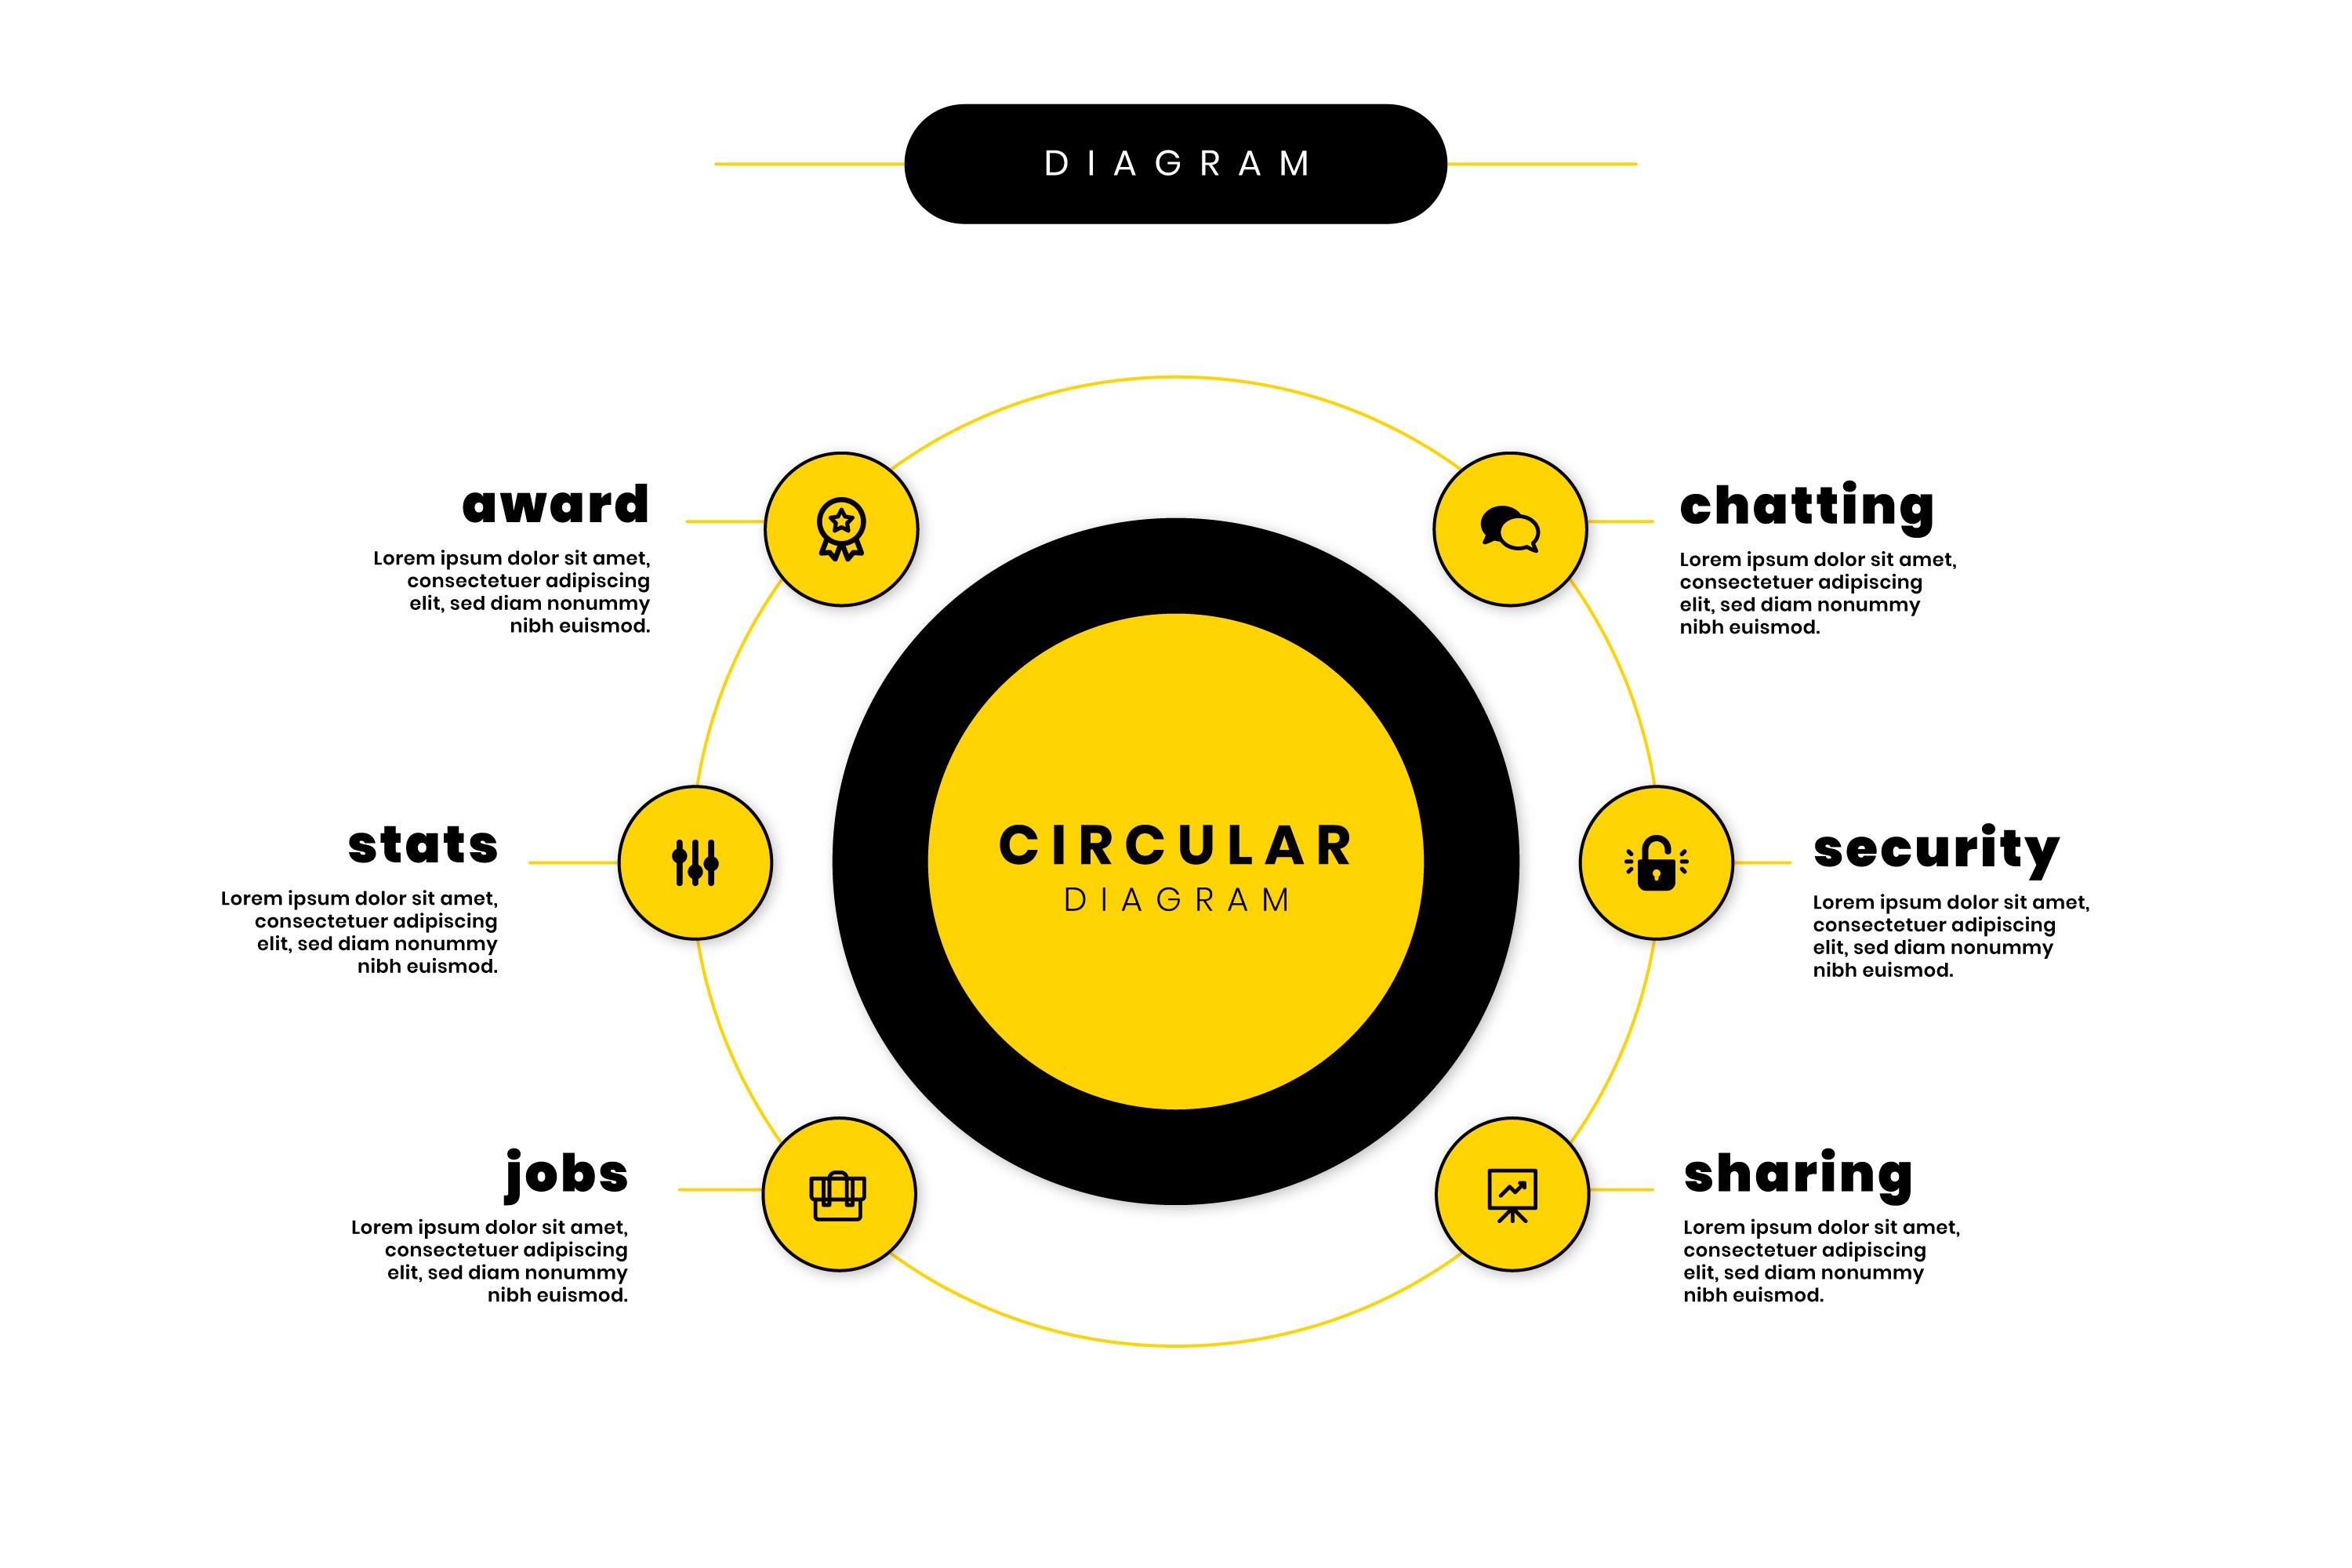 DIAGRAM
award
Lorem ipsum dolor sit amet,
consectetuer adipiscing
elit, sed diam nonummy
nibh euismod.
stats
Lorem ipsum dolor sit amet,
consectetuer adipiscing
elit, sed diam nonummy
nibh euismod.
jobs
Lorem ipsum dolor sit amet,
consectetuer adipiscing
elit, sed diam nonummy
nibh euismod.
CIRCULAR
DIAGRAM
chatting
Lorem ipsum dolor sit amet,
consectetuer adipiscing
elit, sed diam nonummy
nibh euismod.
security
Lorem ipsum dolor sit amet,
consectetuer adipiscing
elit, sed diam nonummy
nibh euismod.
sharing
Lorem ipsum dolor sit amet,
consectetuer adipiscing
elit, sed diam nonummy
nibh euismod.